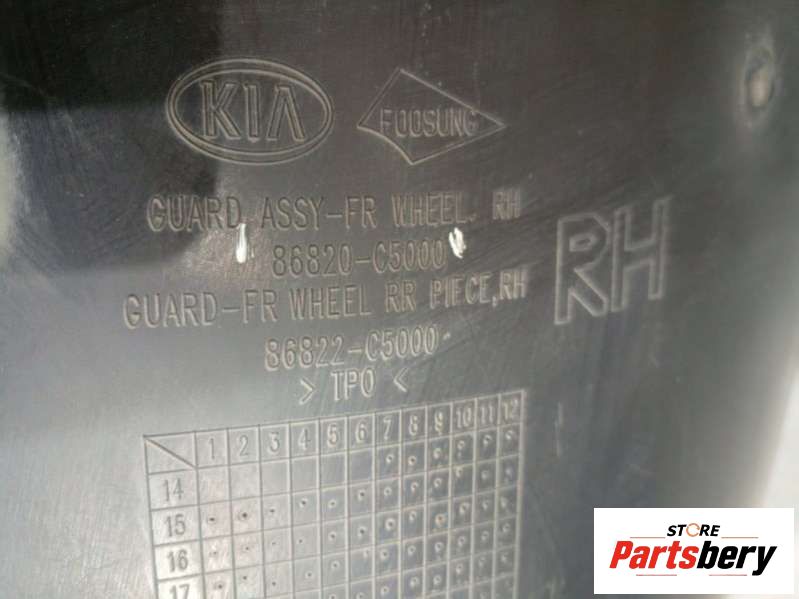 KIA FOOSUNG
GUARD ASSY-FR WHEEL, RH
86820-C5000
GUARD-FR WHEEL RR PIECE,RH
86822-C5000
> TPO <
RH
1 2 3 4 5 6 7 8 9 10 11 12
14
15
16
17
STORE
Partsbery